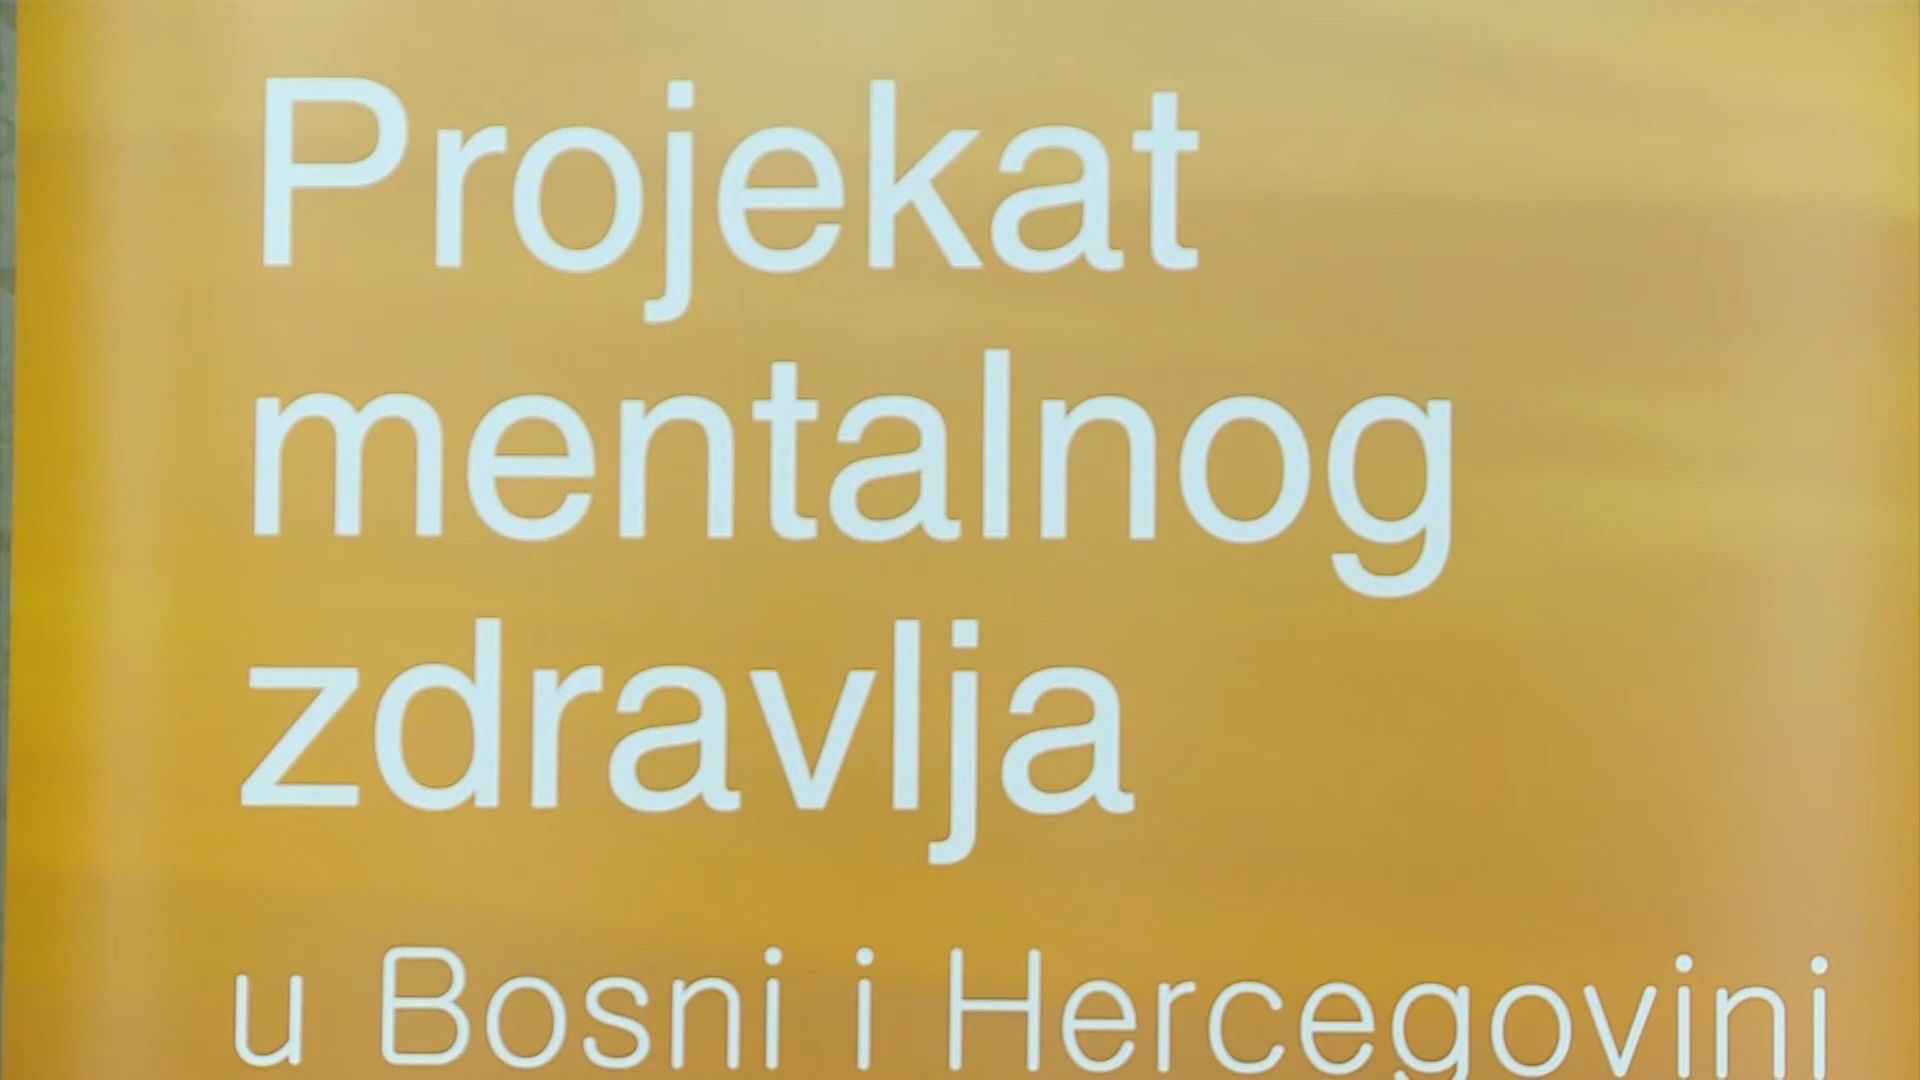 Projekat
mentalnog
zdravlja
u Bosni i Hercegovini